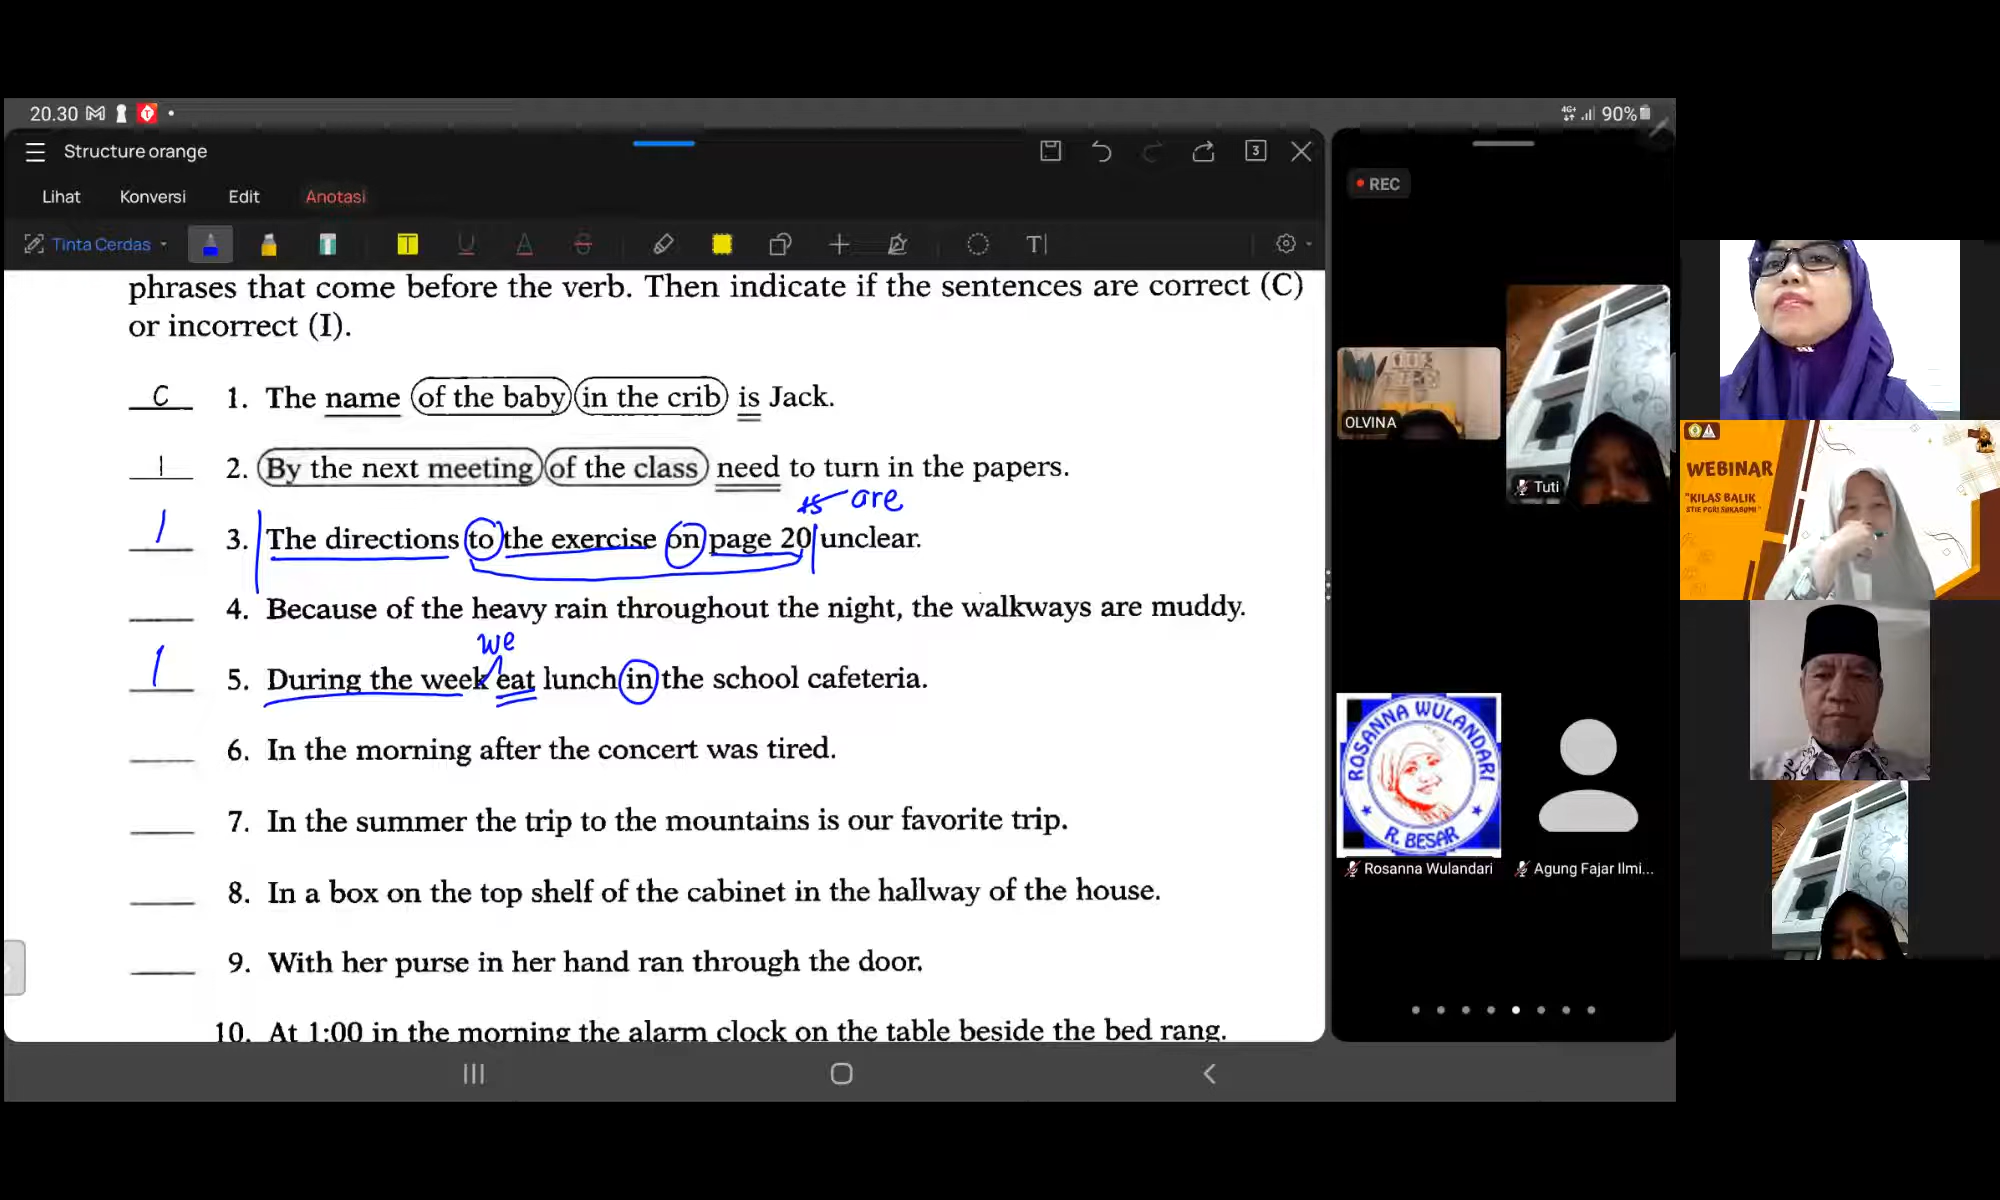 20.30
4G+ 90%
Structure orange
3
Lihat Konversi Edit Anotasi
Tinta Cerdas
phrases that come before the verb. Then indicate if the sentences are correct (C)
or incorrect (I).
C 1. The name of the baby in the crib is Jack.
I 2. By the next meeting of the class need to turn in the papers.
is are
I 3. The directions to the exercise on page 20 unclear.
4. Because of the heavy rain throughout the night, the walkways are muddy.
we
I 5. During the week eat lunch in the school cafeteria.
6. In the morning after the concert was tired.
7. In the summer the trip to the mountains is our favorite trip.
8. In a box on the top shelf of the cabinet in the hallway of the house.
9. With her purse in her hand ran through the door.
10. At 1:00 in the morning the alarm clock on the table beside the bed rang.
REC
OLVINA
Tuti
ROSANNA WULANDARI
R. BESAR
Rosanna Wulandari
Agung Fajar Ilmi...
WEBINAR
"KILAS BALIK
STIE PGRI SUKABUMI"